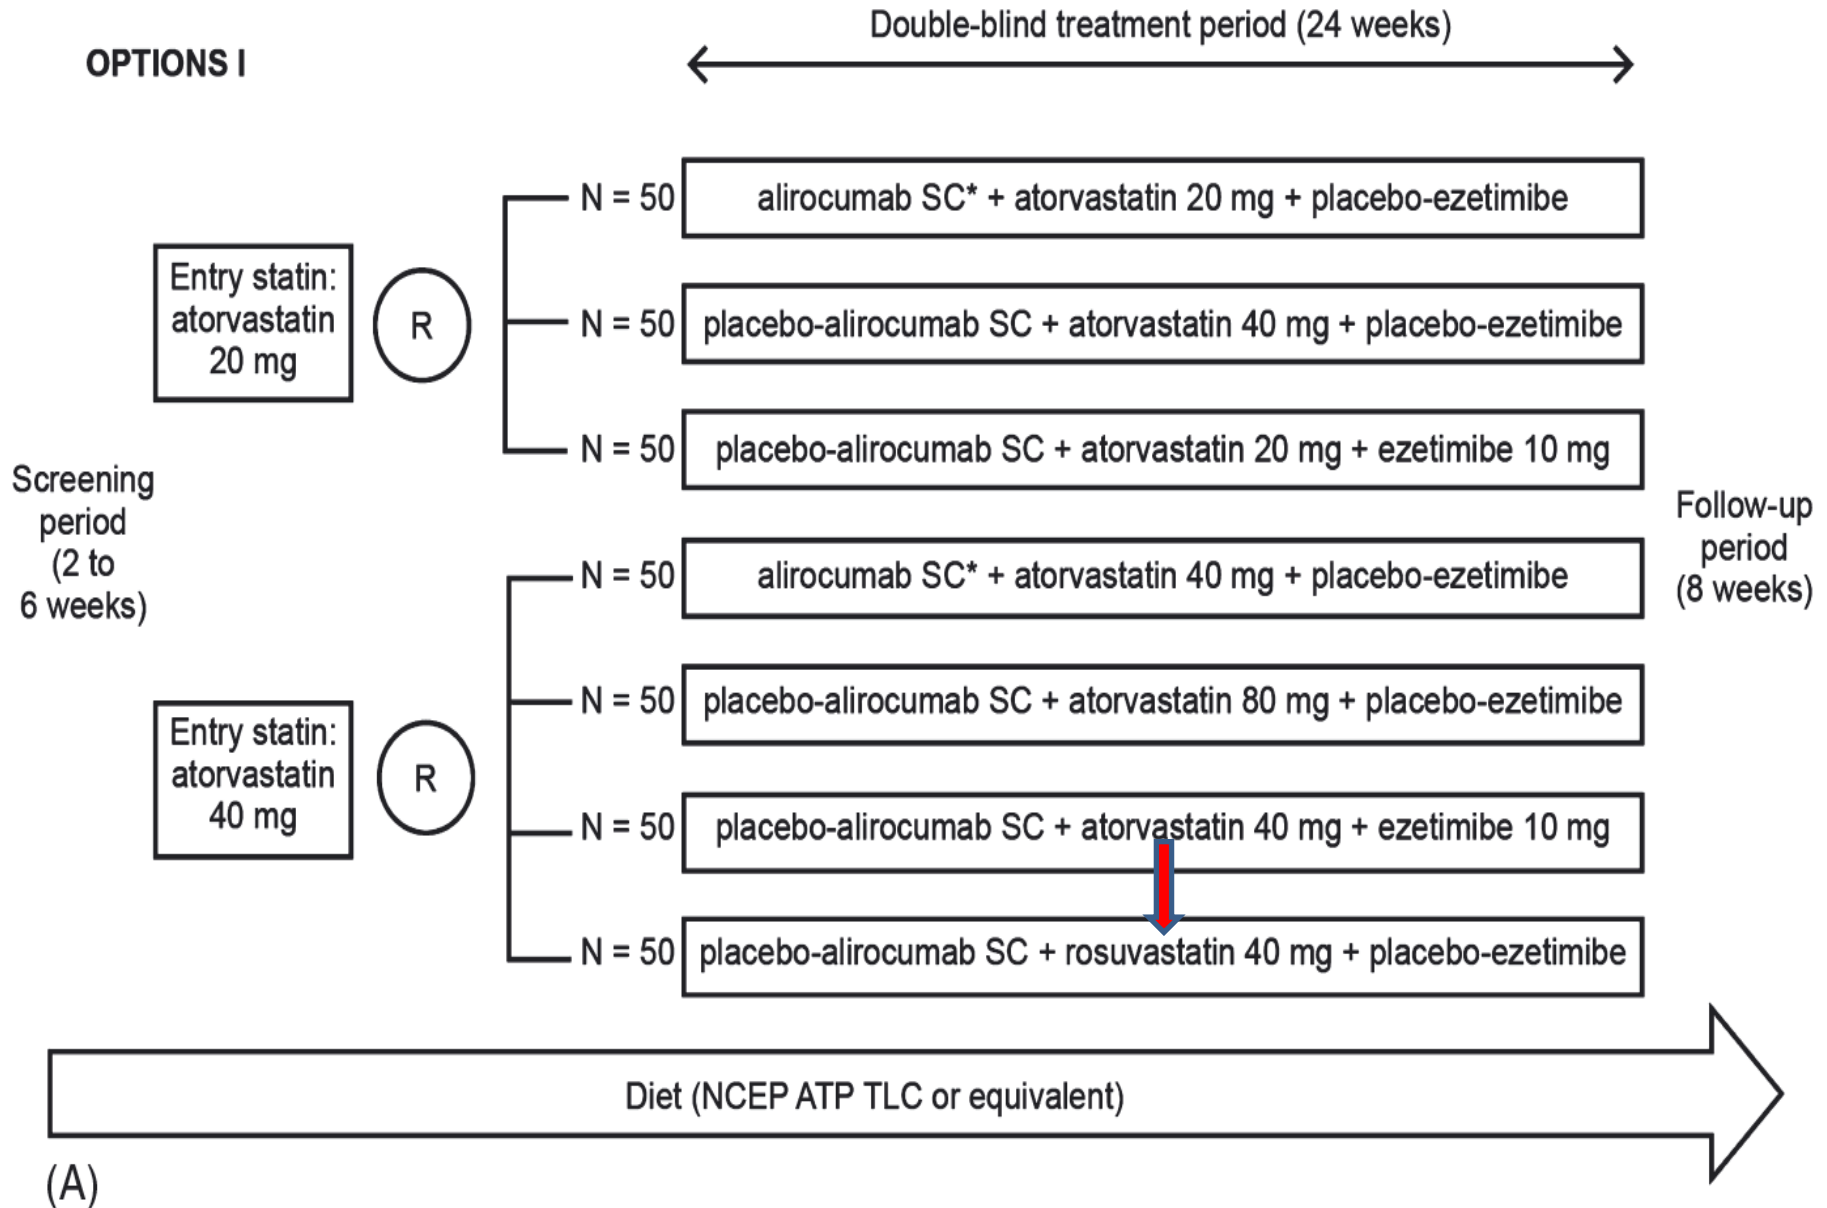 OPTIONS I
Double-blind treatment period (24 weeks)
Screening
period
(2 to
6 weeks)
Entry statin:
atorvastatin
20 mg
R
N = 50 alirocumab SC* + atorvastatin 20 mg + placebo-ezetimibe
N = 50 placebo-alirocumab SC + atorvastatin 40 mg + placebo-ezetimibe
N = 50 placebo-alirocumab SC + atorvastatin 20 mg + ezetimibe 10 mg
Entry statin:
atorvastatin
40 mg
R
N = 50 alirocumab SC* + atorvastatin 40 mg + placebo-ezetimibe
N = 50 placebo-alirocumab SC + atorvastatin 80 mg + placebo-ezetimibe
N = 50 placebo-alirocumab SC + atorvastatin 40 mg + ezetimibe 10 mg
N = 50 placebo-alirocumab SC + rosuvastatin 40 mg + placebo-ezetimibe
Follow-up
period
(8 weeks)
Diet (NCEP ATP TLC or equivalent)
(A)